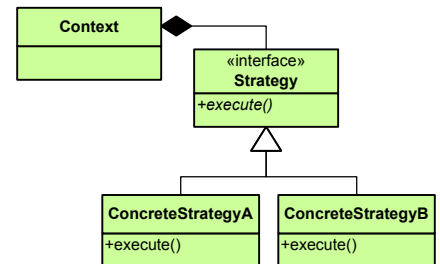 Context
«interface»
Strategy
+execute()
ConcreteStrategyA
+execute()
ConcreteStrategyB
+execute()